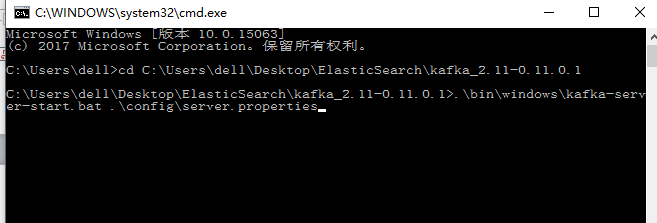 C:\WINDOWS\system32\cmd.exe
Microsoft Windows [版本 10.0.15063]
(c) 2017 Microsoft Corporation。保留所有权利。
C:\Users\dell>cd C:\Users\dell\Desktop\ElasticSearch\kafka_2.11-0.11.0.1
C:\Users\dell\Desktop\ElasticSearch\kafka_2.11-0.11.0.1>.\bin\windows\kafka-serv
er-start.bat .\config\server.properties